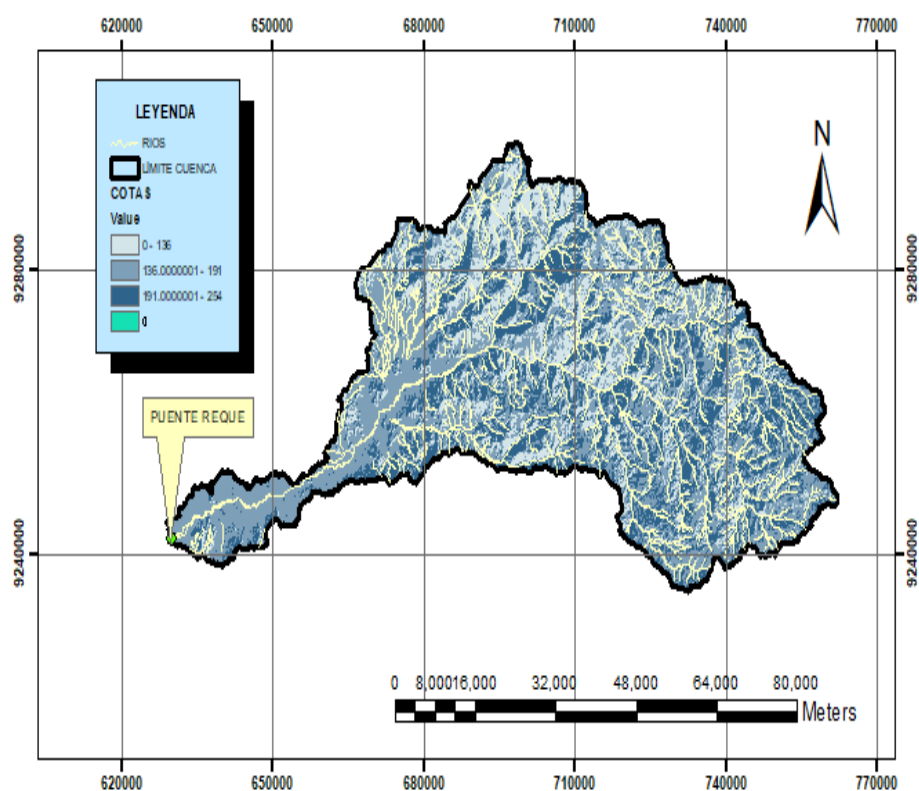 620000 650000 680000 710000 740000 770000
LEYENDA
RIOS
LÍMITE CUENCA
COTAS
Value
0 - 136
136.0000001 - 191
191.0000001 - 254
0
N
9280000
9280000
PUENTE REQUE
9240000
9240000
0 8,000 16,000 32,000 48,000 64,000 80,000
Meters
620000 650000 680000 710000 740000 770000